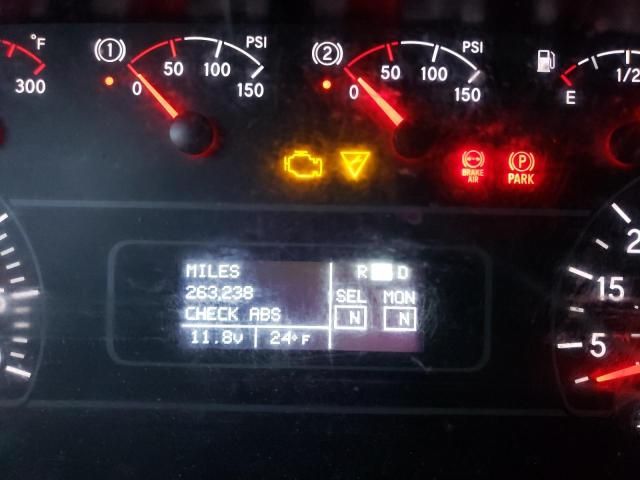 °F
300
(1)
PSI
0 50 100 150
(2)
PSI
0 50 100 150
E 1/2
BRAKE AIR
P PARK
MILES
263,238
CHECK ABS
11.8V 24°F
R D
SEL MON
N N
5
15
2